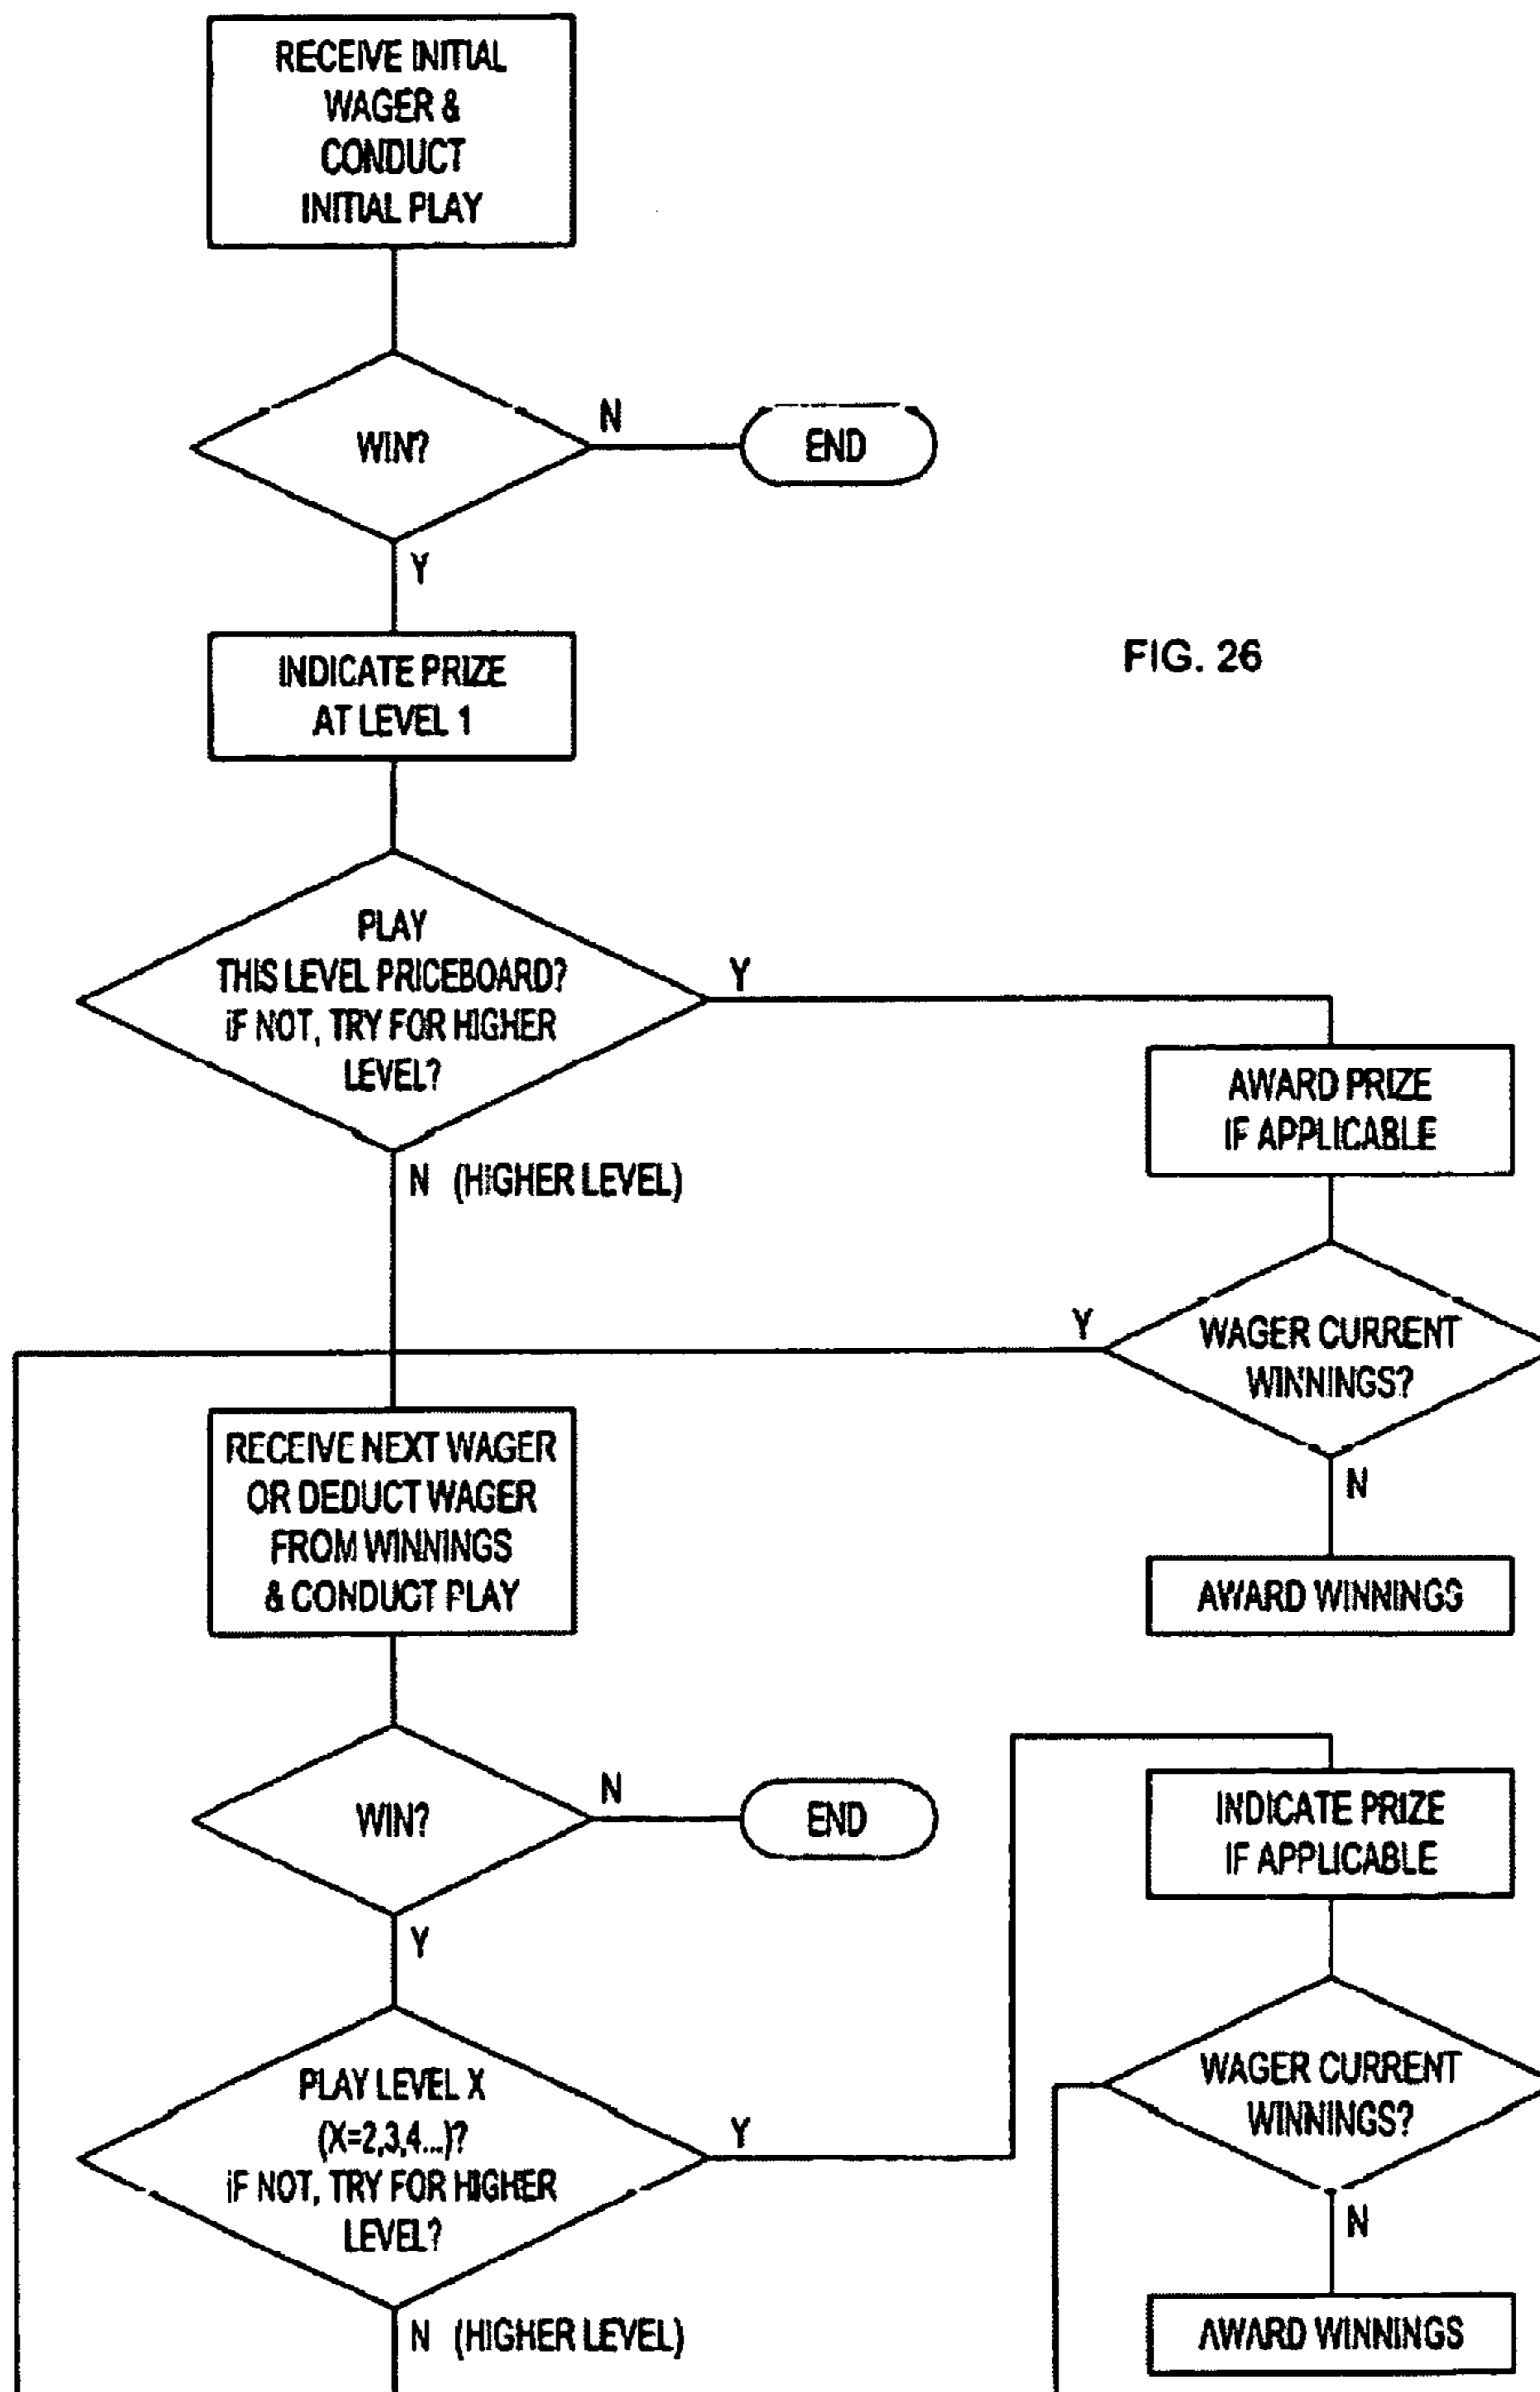 RECEIVE INITIAL
WAGER &
CONDUCT
INITIAL PLAY
WIN?
N
END
Y
INDICATE PRIZE
AT LEVEL 1
FIG. 26
PLAY
THIS LEVEL PRICEBOARD?
IF NOT, TRY FOR HIGHER
LEVEL?
Y
N (HIGHER LEVEL)
AWARD PRIZE
IF APPLICABLE
Y
WAGER CURRENT
WINNINGS?
N
AWARD WINNINGS
RECEIVE NEXT WAGER
OR DEDUCT WAGER
FROM WINNINGS
& CONDUCT PLAY
WIN?
N
END
Y
PLAY LEVEL X
(X=2,3,4...)?
IF NOT, TRY FOR HIGHER
LEVEL?
Y
N (HIGHER LEVEL)
INDICATE PRIZE
IF APPLICABLE
WAGER CURRENT
WINNINGS?
N
AWARD WINNINGS